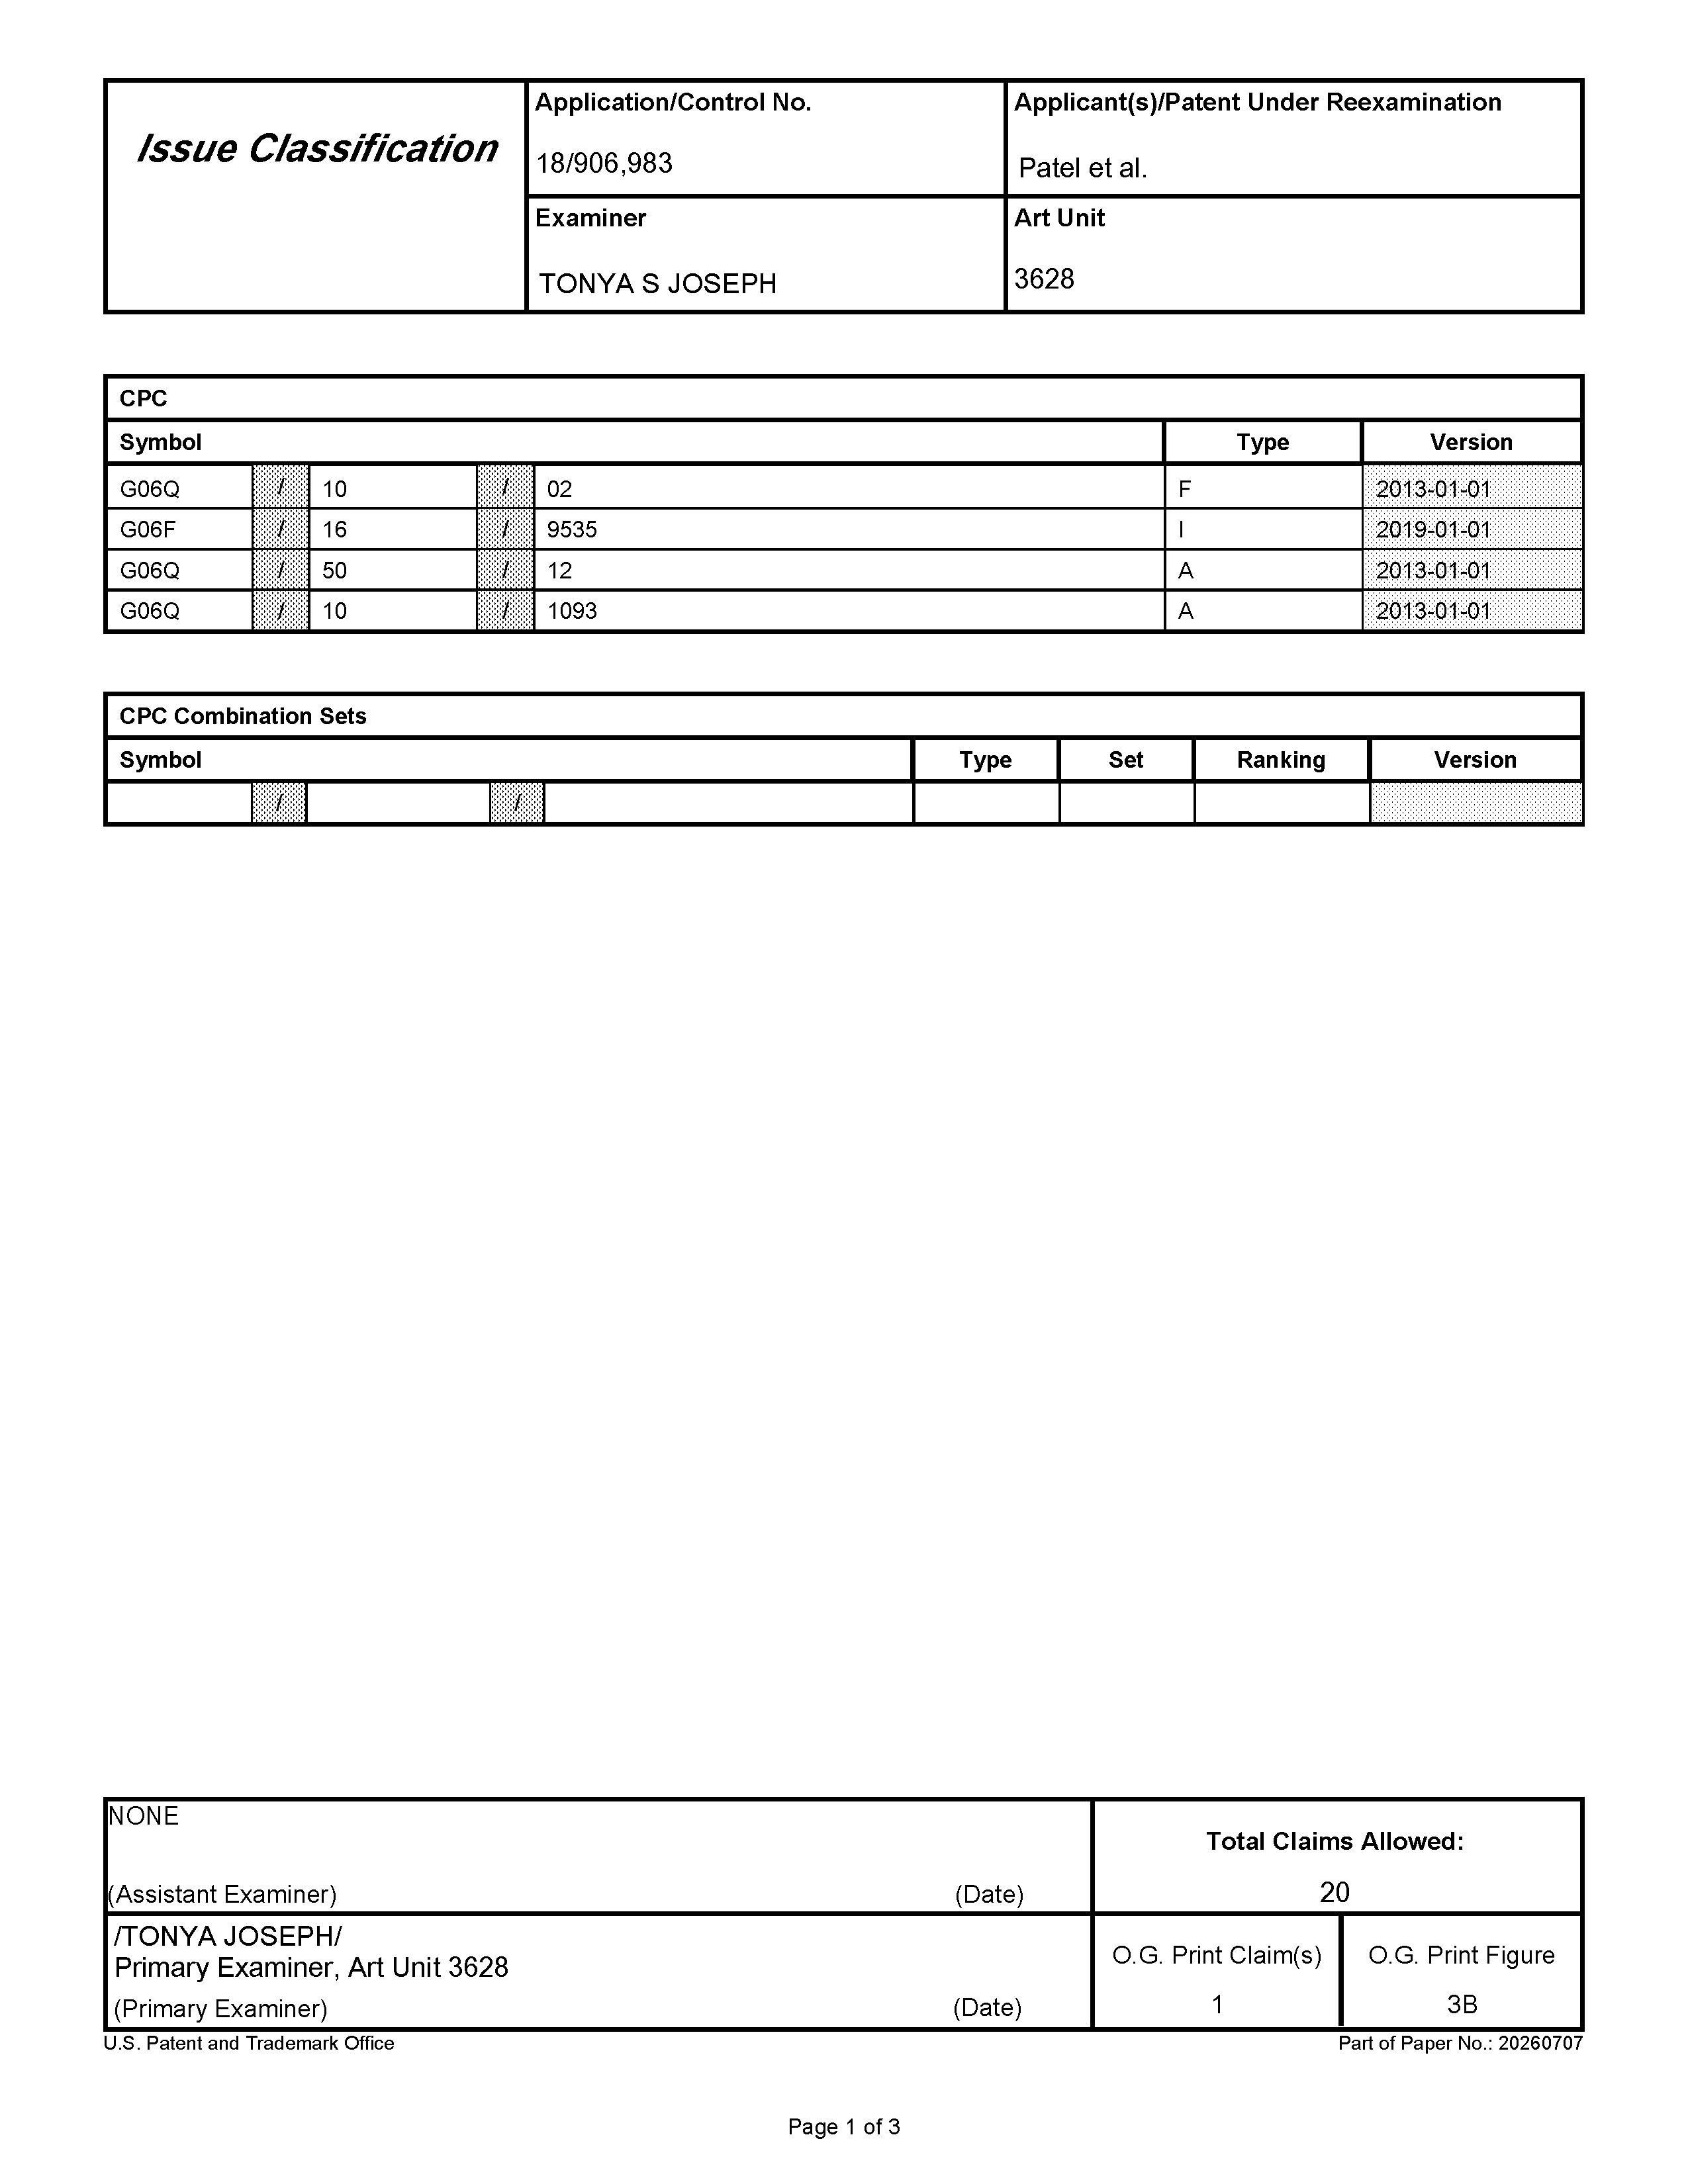 Issue Classification
Application/Control No.
18/906,983
Applicant(s)/Patent Under Reexamination
Patel et al.
Examiner
TONYA S JOSEPH
Art Unit
3628
CPC
Symbol Type Version
G06Q / 10 / 02 F 2013-01-01
G06F / 16 / 9535 I 2019-01-01
G06Q / 50 / 12 A 2013-01-01
G06Q / 10 / 1093 A 2013-01-01
CPC Combination Sets
Symbol Type Set Ranking Version
/ /
NONE
(Assistant Examiner) (Date)
Total Claims Allowed:
20
/TONYA JOSEPH/
Primary Examiner, Art Unit 3628
(Primary Examiner) (Date)
O.G. Print Claim(s) O.G. Print Figure
1 3B
U.S. Patent and Trademark Office Part of Paper No.: 20260707
Page 1 of 3